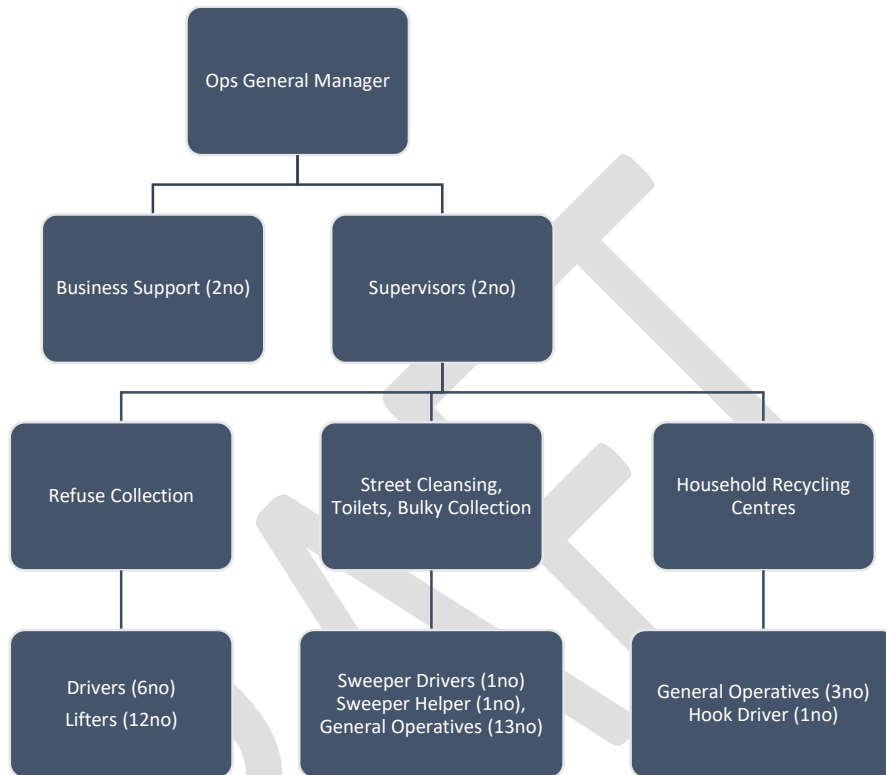 Ops General Manager
Business Support (2no)
Supervisors (2no)
Refuse Collection
Street Cleansing,
Toilets, Bulky Collection
Household Recycling
Centres
Drivers (6no)
Lifters (12no)
Sweeper Drivers (1no)
Sweeper Helper (1no),
General Operatives (13no)
General Operatives (3no)
Hook Driver (1no)